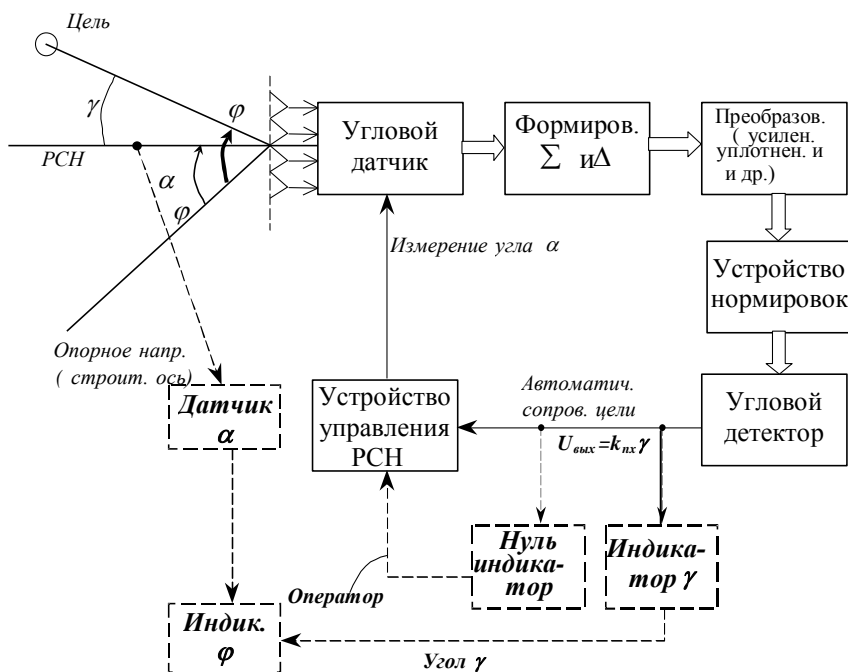 Цель
γ
φ
РСН
α
φ
Опорное напр.
( строит. ось)
Угловой
датчик
Формиров.
∑ иΔ
Преобразов.
( усилен.
уплотнен. и
и др.)
Измерение угла α
Устройство
нормировок
Датчик
α
Устройство
управления
РСН
Автоматич.
сопров. цели
Uвых=kпхγ
Угловой
детектор
Нуль
индика-
тор
Индика-
тор γ
Оператор
Индик.
φ
Угол γ